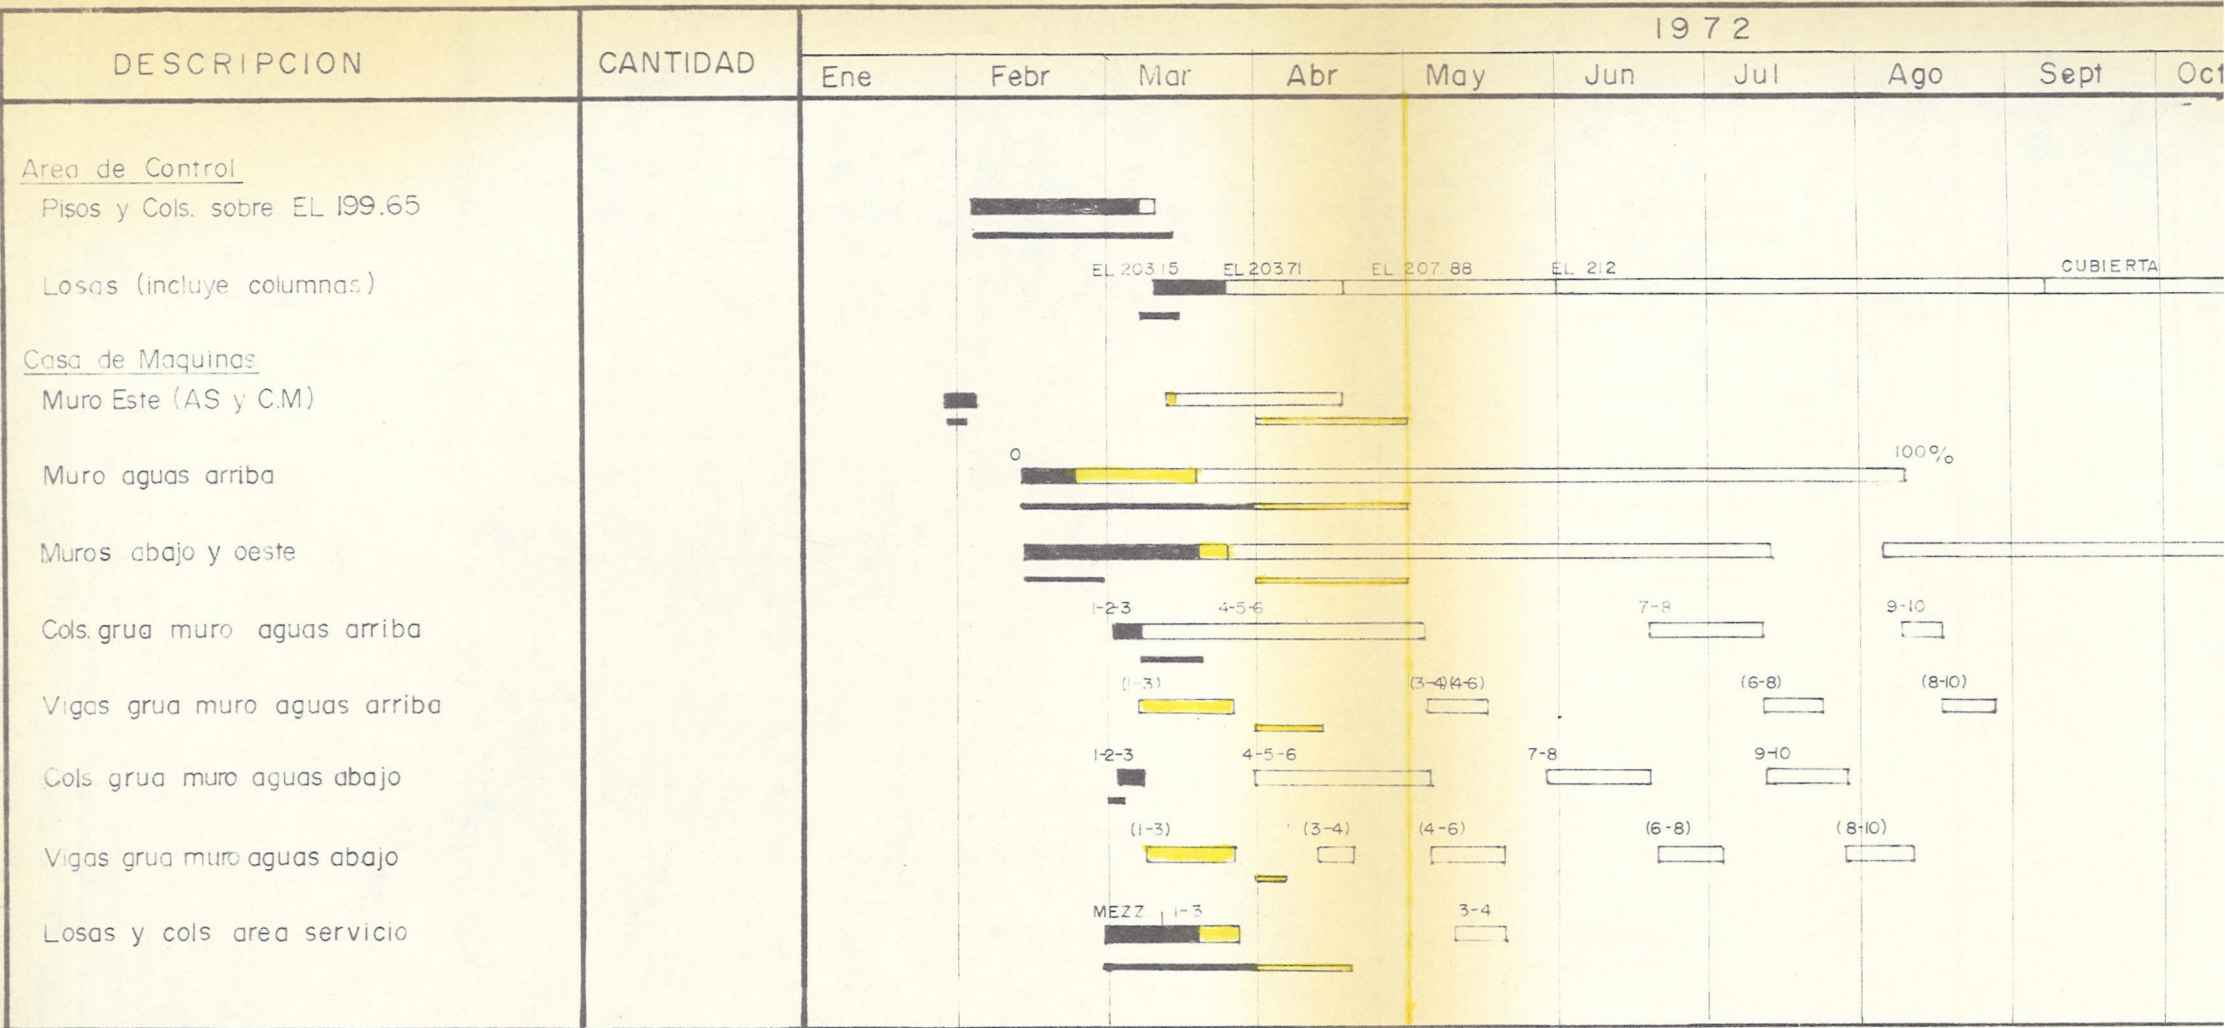 1972
DESCRIPCION CANTIDAD Ene Febr Mar Abr May Jun Jul Ago Sept Oct
Area de Control
Pisos y Cols. sobre EL 199.65
EL 203.15 EL 203.71 EL 207.88 EL 212 CUBIERTA
Losas (incluye columnas)
Casa de Maquinas
Muro Este (AS y C.M)
0 100%
Muro aguas arriba
Muros abajo y oeste
1-2-3 4-5-6 7-8 9-10
Cols. grua muro aguas arriba
(1-3) (3-4)(4-6) (6-8) (8-10)
Vigas grua muro aguas arriba
1-2-3 4-5-6 7-8 9-10
Cols grua muro aguas abajo
(1-3) (3-4) (4-6) (6-8) (8-10)
Vigas grua muro aguas abajo
MEZZ. 1-3 3-4
Losas y cols area servicio